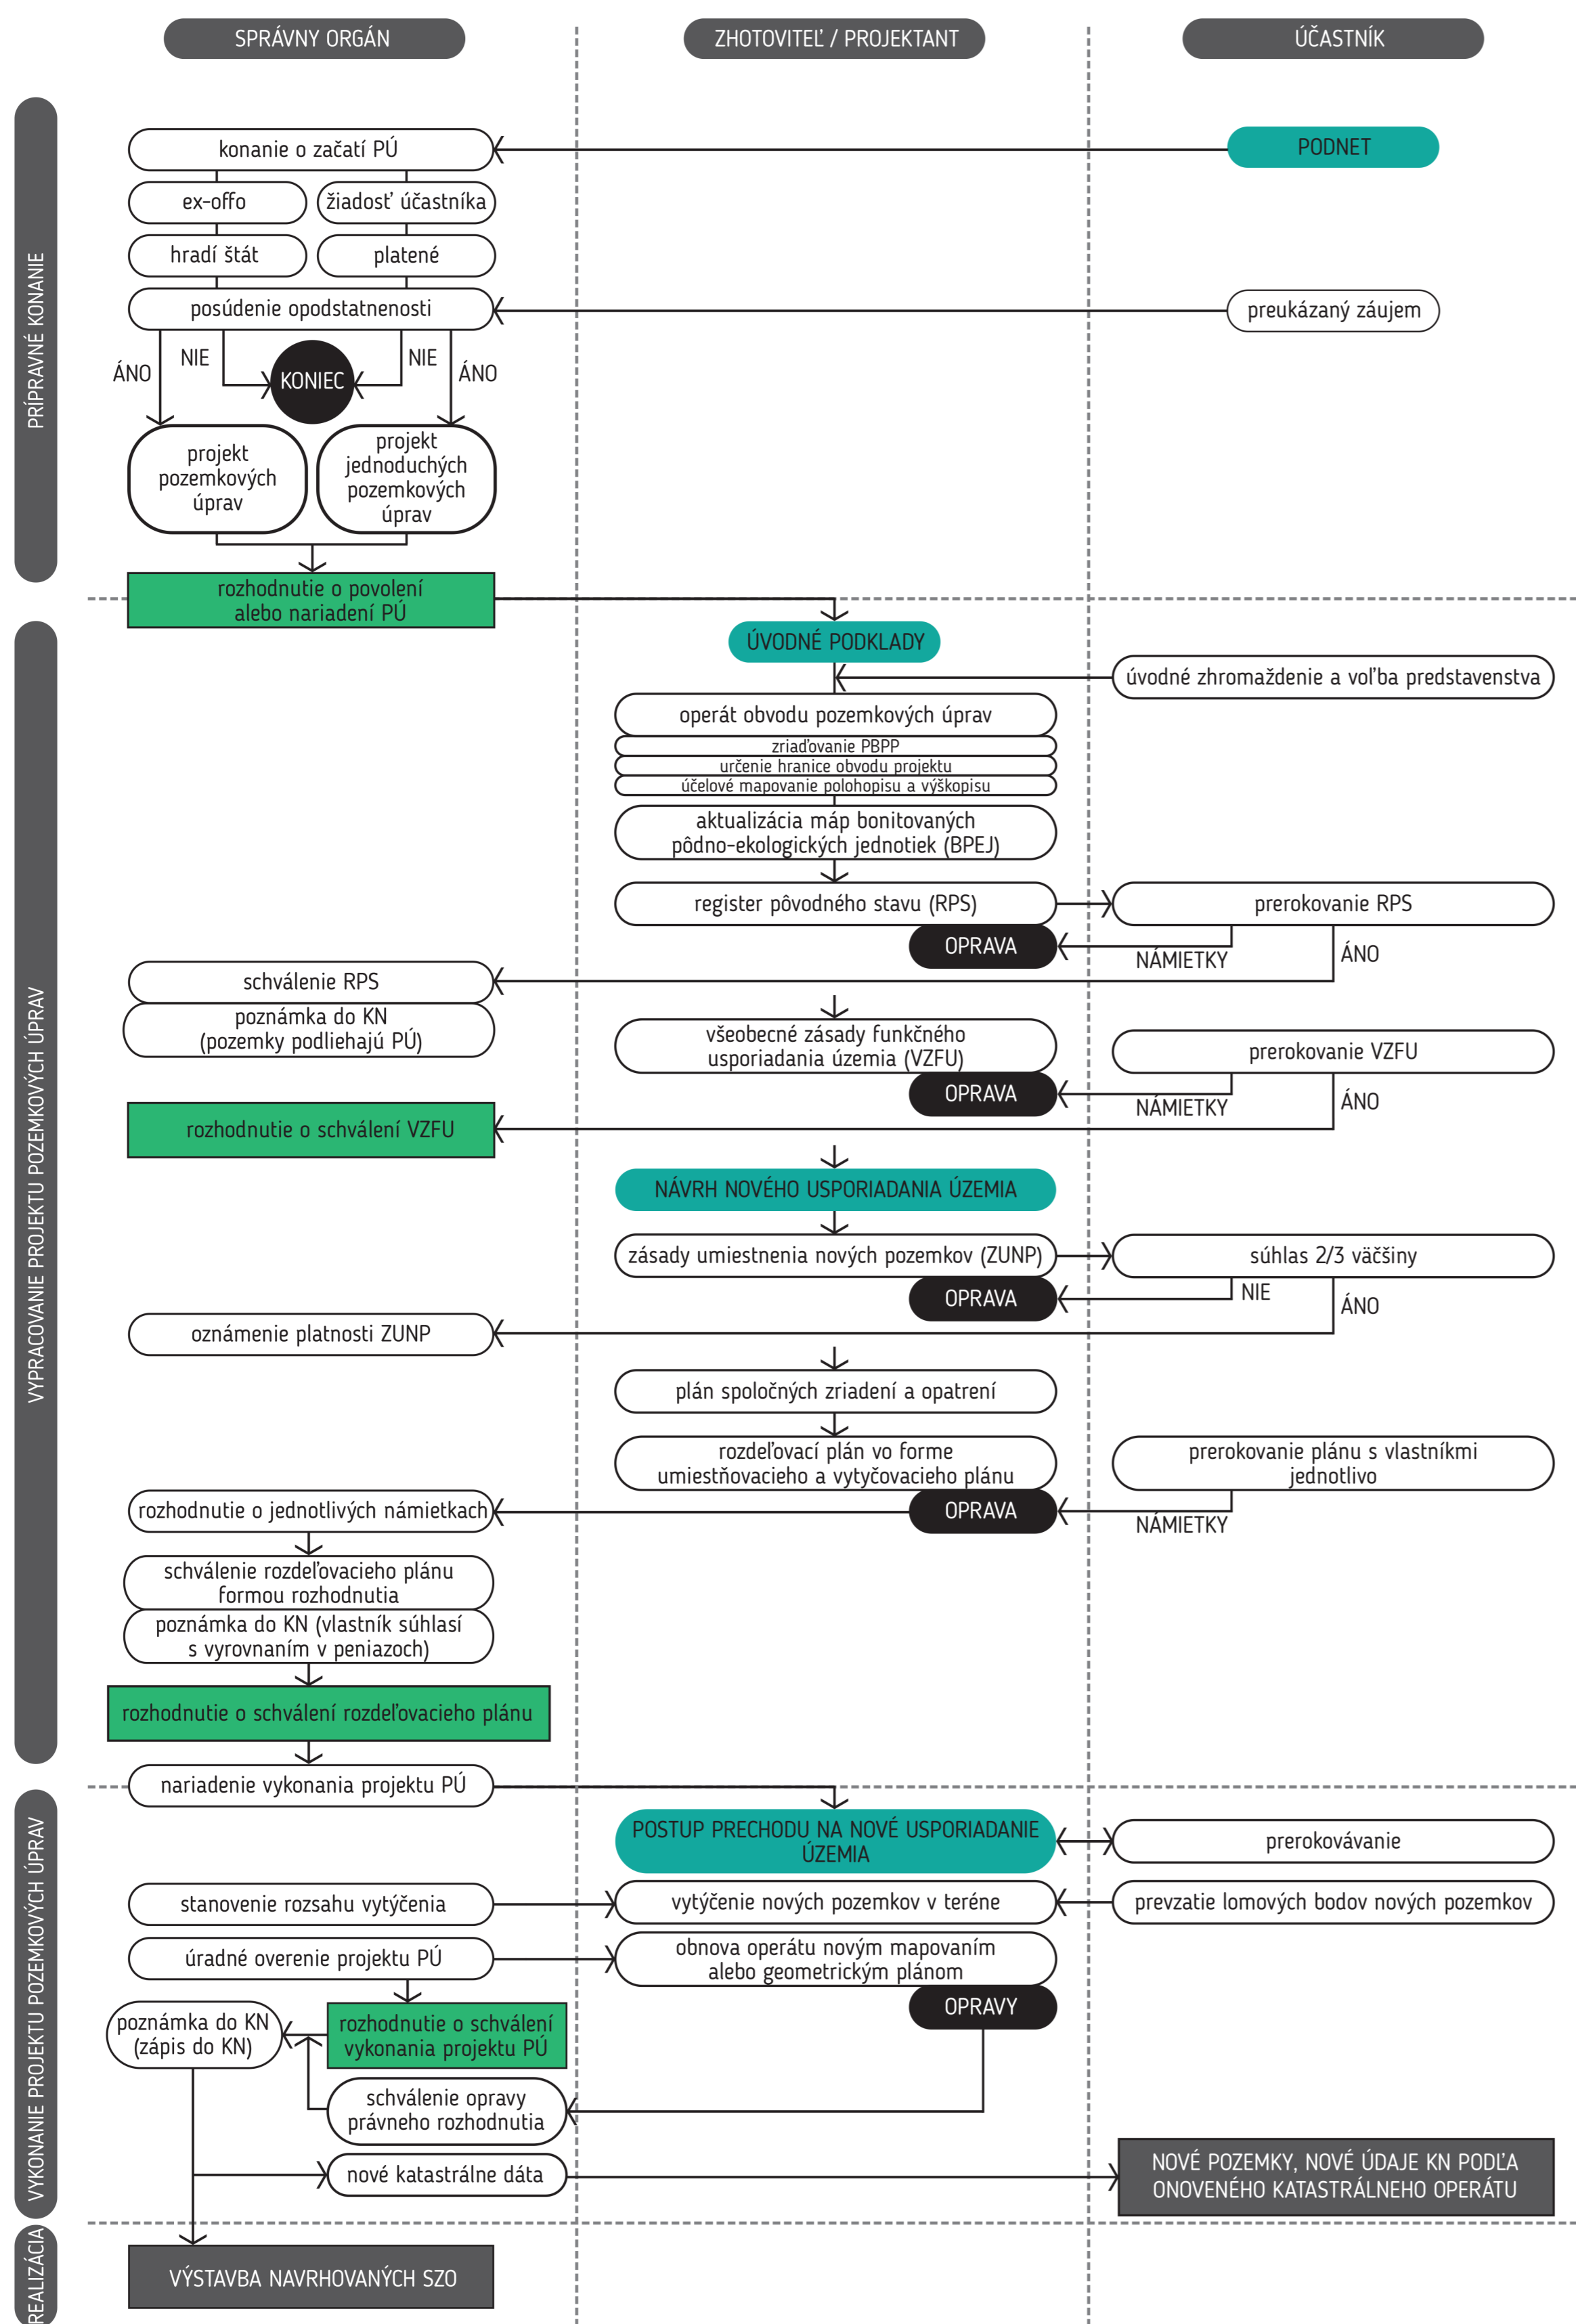 SPRÁVNY ORGÁN
ZHOTOVITEĽ / PROJEKTANT
ÚČASTNÍK
PRÍPRAVNÉ KONANIE
konanie o začatí PÚ
PODNET
ex-offo
žiadosť účastníka
hradí štát
platené
posúdenie opodstatnenosti
preukázaný záujem
ÁNO
NIE
KONIEC
NIE
ÁNO
projekt
pozemkových
úprav
projekt
jednoduchých
pozemkových
úprav
rozhodnutie o povolení
alebo nariadení PÚ
VYPRACOVANIE PROJEKTU POZEMKOVÝCH ÚPRAV
ÚVODNÉ PODKLADY
úvodné zhromaždenie a voľba predstavenstva
operát obvodu pozemkových úprav
zriaďovanie PBPP
určenie hranice obvodu projektu
účelové mapovanie polohopisu a výškopisu
aktualizácia máp bonitovaných
pôdno-ekologických jednotiek (BPEJ)
register pôvodného stavu (RPS)
prerokovanie RPS
OPRAVA
NÁMIETKY
ÁNO
schválenie RPS
poznámka do KN
(pozemky podliehajú PÚ)
všeobecné zásady funkčného
usporiadania územia (VZFU)
prerokovanie VZFU
OPRAVA
NÁMIETKY
ÁNO
rozhodnutie o schválení VZFU
NÁVRH NOVÉHO USPORIADANIA ÚZEMIA
zásady umiestnenia nových pozemkov (ZUNP)
súhlas 2/3 väčšiny
OPRAVA
NIE
ÁNO
oznámenie platnosti ZUNP
plán spoločných zriadení a opatrení
rozdeľovací plán vo forme
umiestňovacieho a vytyčovacieho plánu
prerokovanie plánu s vlastníkmi
jednotlivo
rozhodnutie o jednotlivých námietkach
OPRAVA
NÁMIETKY
schválenie rozdeľovacieho plánu
formou rozhodnutia
poznámka do KN (vlastník súhlasí
s vyrovnaním v peniazoch)
rozhodnutie o schválení rozdeľovacieho plánu
nariadenie vykonania projektu PÚ
VYKONANIE PROJEKTU POZEMKOVÝCH ÚPRAV
POSTUP PRECHODU NA NOVÉ USPORIADANIE
ÚZEMIA
prerokovávanie
stanovenie rozsahu vytýčenia
vytýčenie nových pozemkov v teréne
prevzatie lomových bodov nových pozemkov
úradné overenie projektu PÚ
obnova operátu novým mapovaním
alebo geometrickým plánom
OPRAVY
poznámka do KN
(zápis do KN)
rozhodnutie o schválení
vykonania projektu PÚ
schválenie opravy
právneho rozhodnutia
nové katastrálne dáta
NOVÉ POZEMKY, NOVÉ ÚDAJE KN PODĽA
ONOVENÉHO KATASTRÁLNEHO OPERÁTU
REALIZÁCIA
VÝSTAVBA NAVRHOVANÝCH SZO